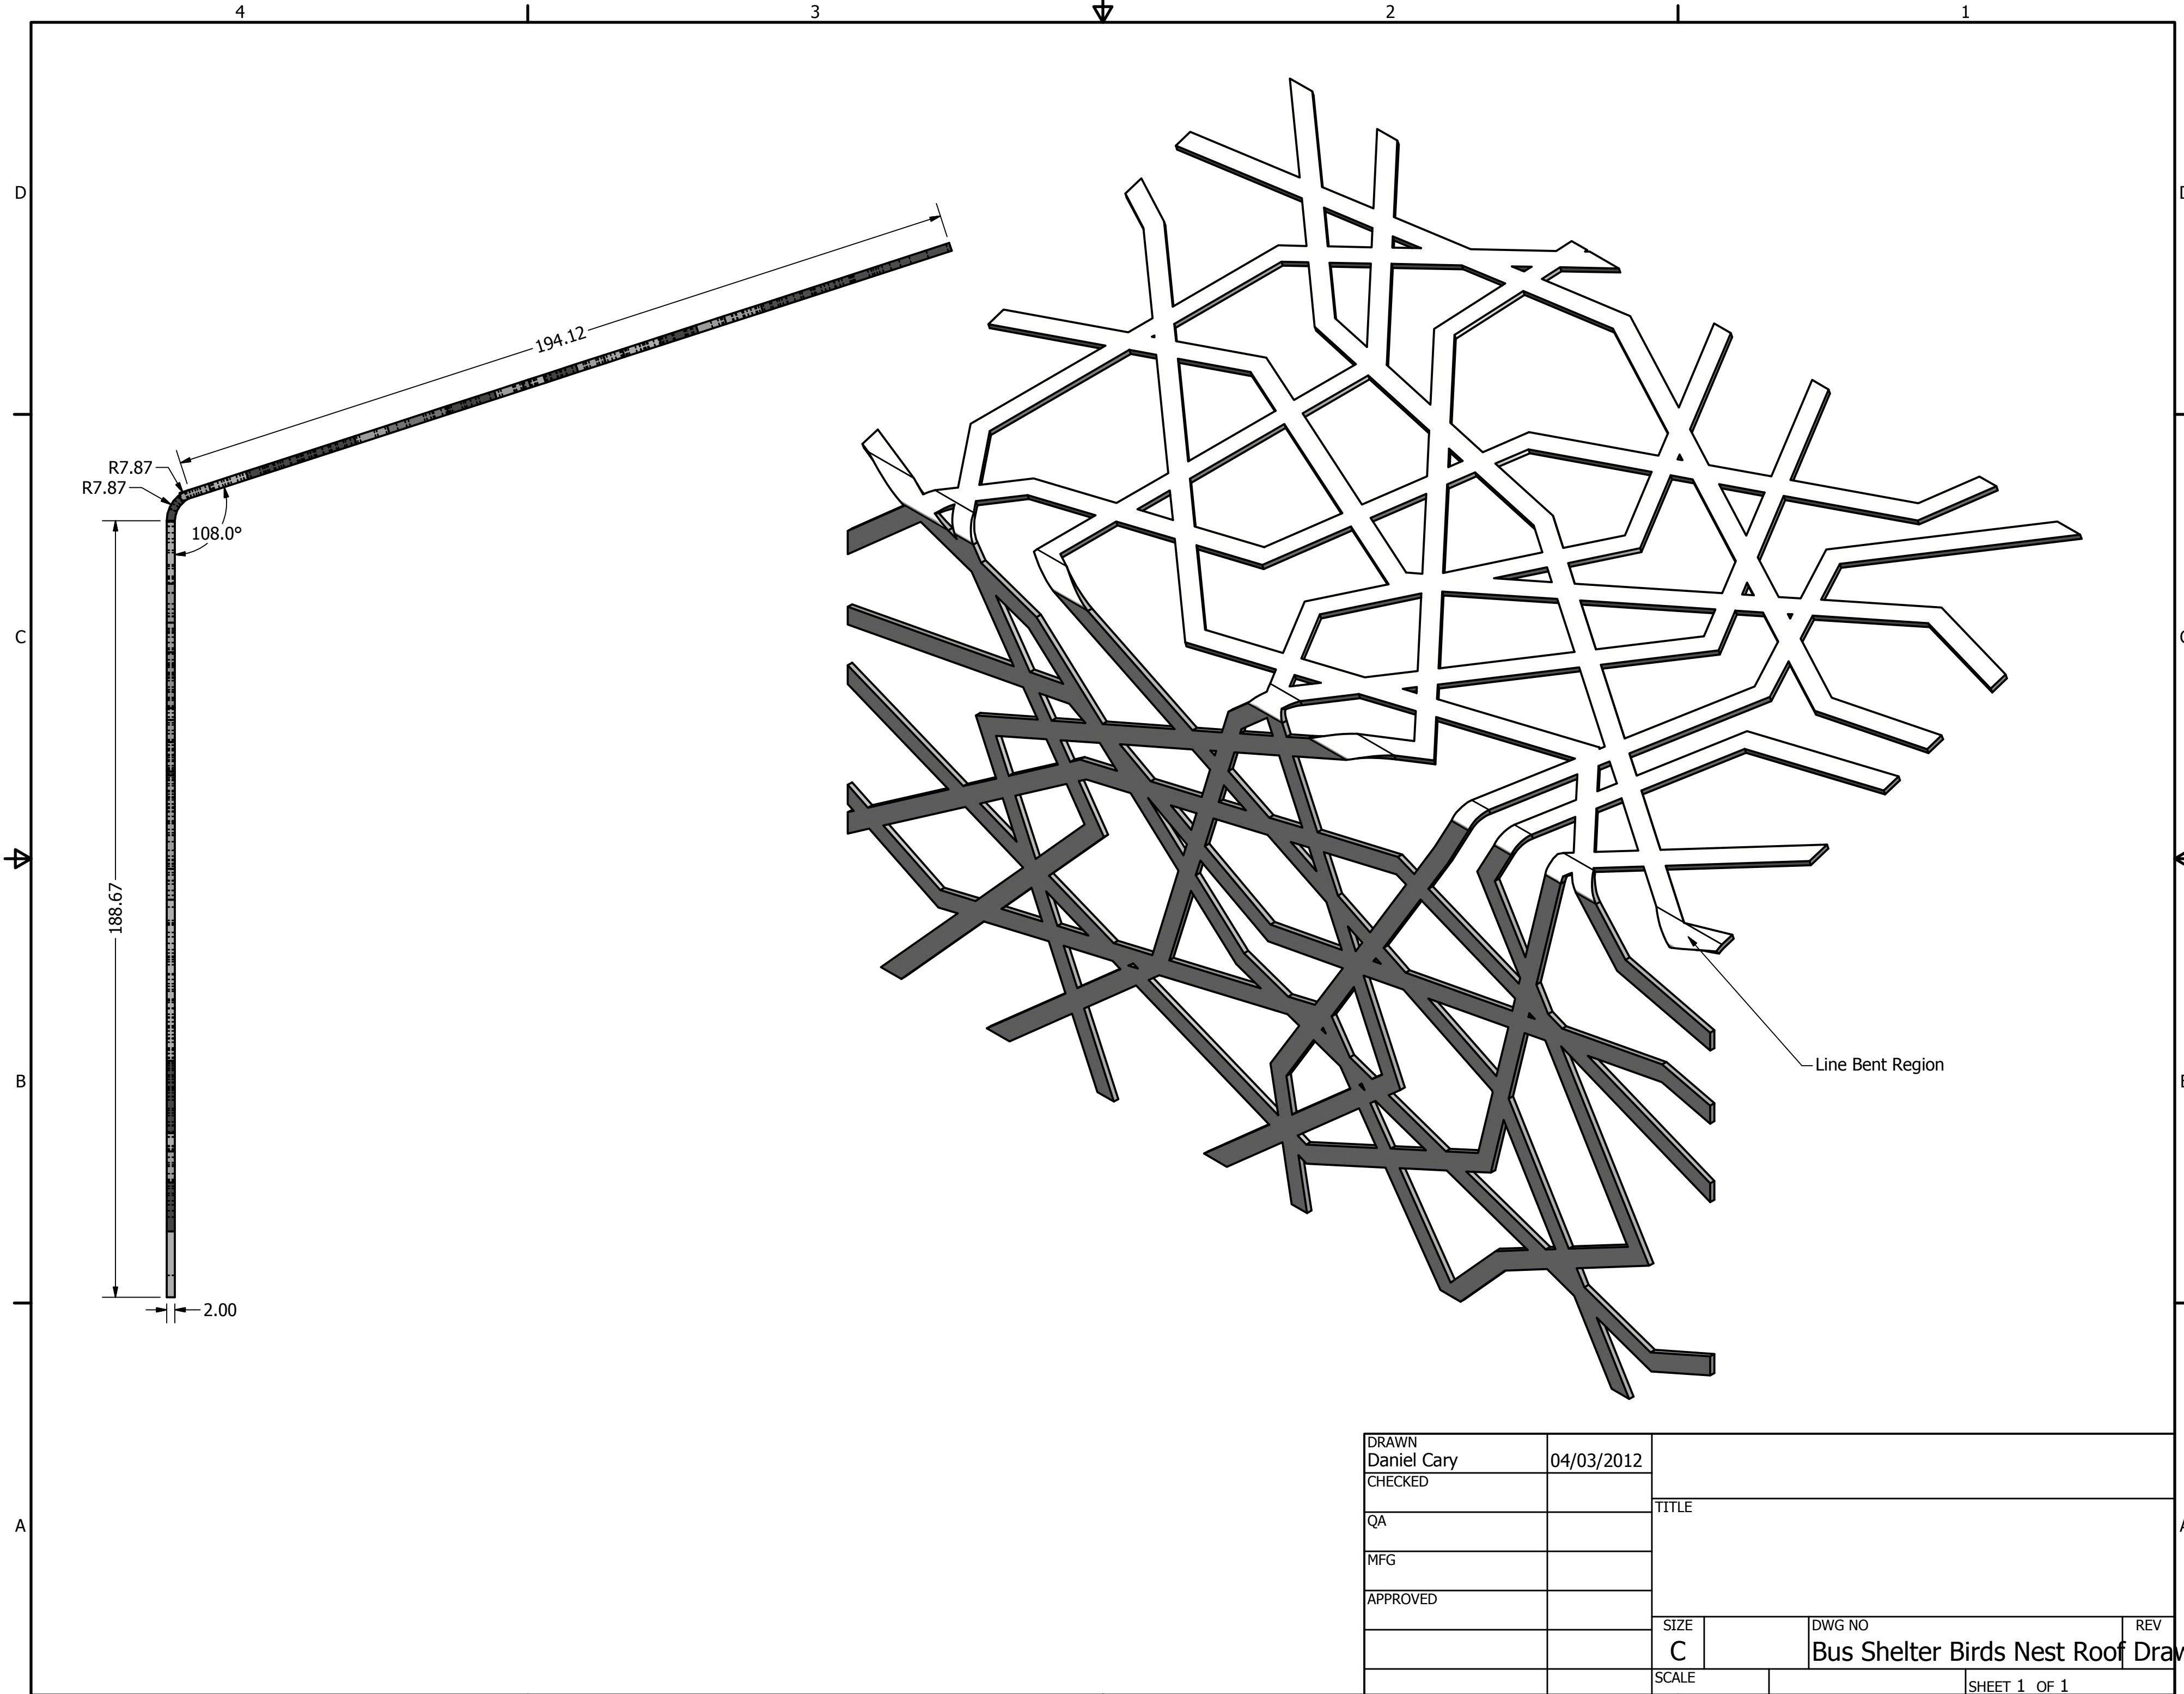 4 3 2 1
D
194.12
R7.87
R7.87
108.0°
C
188.67
Line Bent Region
B
2.00
A
DRAWN
Daniel Cary 04/03/2012
CHECKED
QA
MFG
APPROVED
TITLE
SIZE
C
DWG NO
Bus Shelter Birds Nest Roof
REV
SCALE
SHEET 1 OF 1